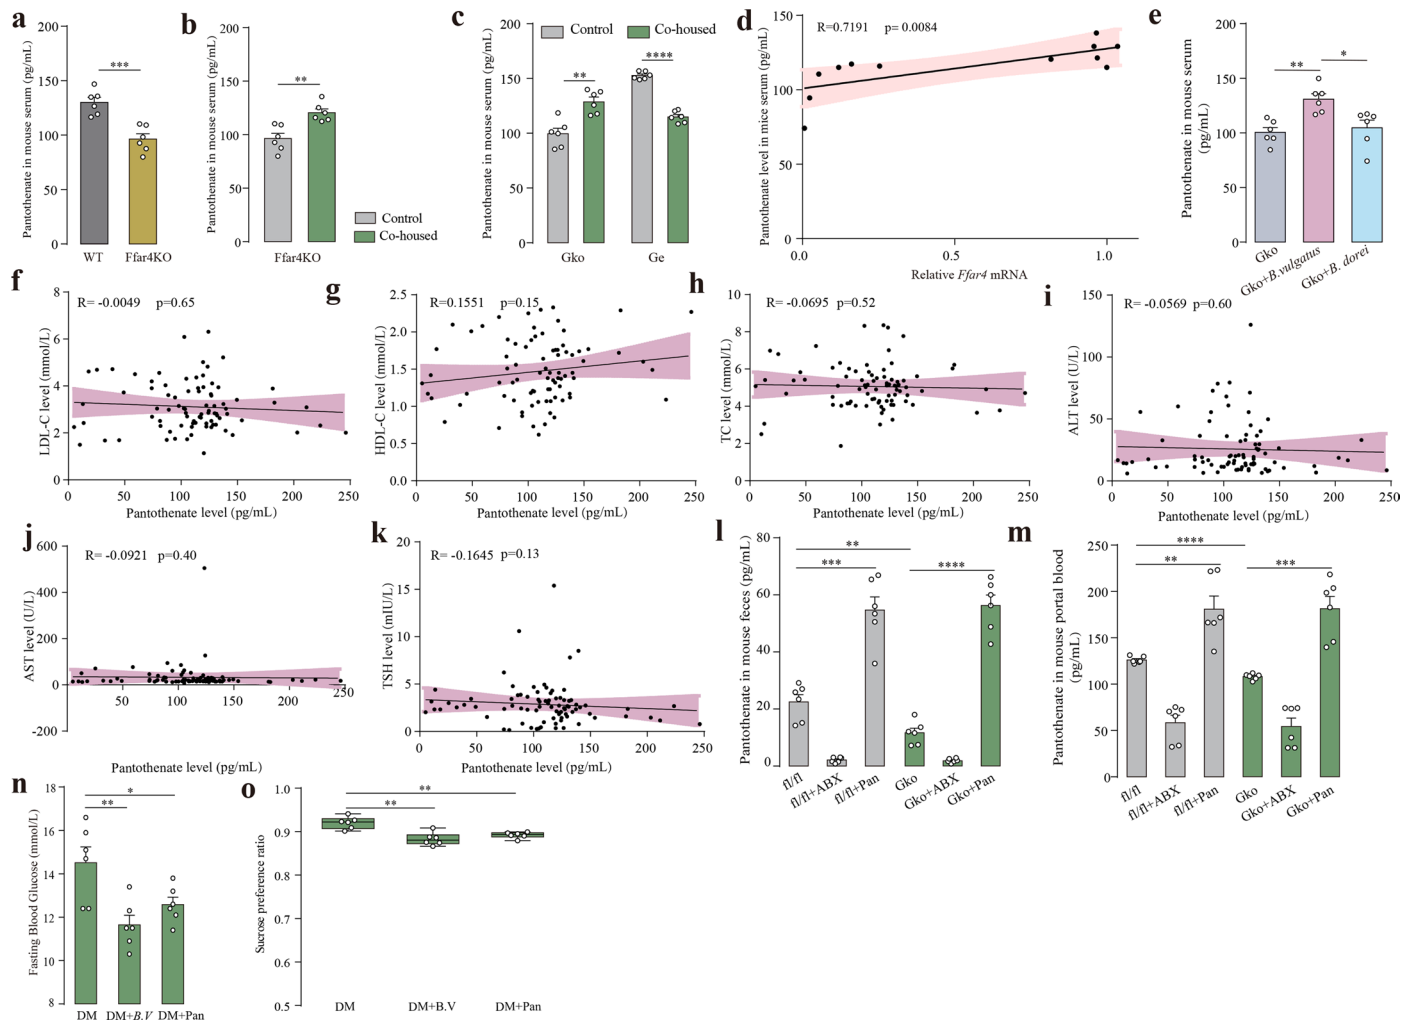 a
Pantothenate in mouse serum (pg/mL)
200
150
100
50
0
***
WT
Ffar4KO
b
Pantothenate in mouse serum (pg/mL)
200
150
100
50
0
**
Ffar4KO
Control
Co-housed
c
Control
Co-housed
Pantothenate in mouse serum (pg/mL)
200
150
100
50
0
**
****
Gko
Ge
d
R=0.7191
p= 0.0084
Pantothenate level in mice serum (pg/mL)
150
100
50
0
0.0
0.5
1.0
Relative Ffar4 mRNA
e
Pantothenate in mouse serum
(pg/mL)
200
150
100
50
0
**
*
Gko
Gko+B.vulgatus
Gko+B. dorei
f
R= -0.0049
p=0.65
LDL-C level (mmol/L)
8
6
4
2
0
0
50
100
150
200
250
Pantothenate level (pg/mL)
g
R=0.1551
p=0.15
HDL-C level (mmol/L)
2.5
2.0
1.5
1.0
0.5
0.0
0
50
100
150
200
250
Pantothenate level (pg/mL)
h
R= -0.0695
p=0.52
TC level (mmol/L)
10
8
6
4
2
0
0
50
100
150
200
250
Pantothenate level (pg/mL)
i
R= -0.0569
p=0.60
ALT level (U/L)
150
100
50
0
0
50
100
150
200
250
Pantothenate level (pg/mL)
j
R= -0.0921
p=0.40
AST level (U/L)
600
400
200
0
-200
50
100
150
200
250
Pantothenate level (pg/mL)
k
R= -0.1645
p=0.13
TSH level (mIU/L)
20
15
10
5
0
0
50
100
150
200
250
Pantothenate level (pg/mL)
l
Pantothenate in mouse feces (pg/mL)
80
60
40
20
0
**
***
****
fl/fl
fl/fl+ABX
fl/fl+Pan
Gko
Gko+ABX
Gko+Pan
m
Pantothenate in mouse portal blood
(pg/mL)
250
200
150
100
50
0
****
**
***
fl/fl
fl/fl+ABX
fl/fl+Pan
Gko
Gko+ABX
Gko+Pan
n
Fasting Blood Glucose (mmol/L)
18
16
14
12
10
8
*
**
DM
DM+B.V
DM+Pan
o
Sucrose preference ratio
1.0
0.9
0.8
0.7
0.6
0.5
**
**
DM
DM+B.V
DM+Pan